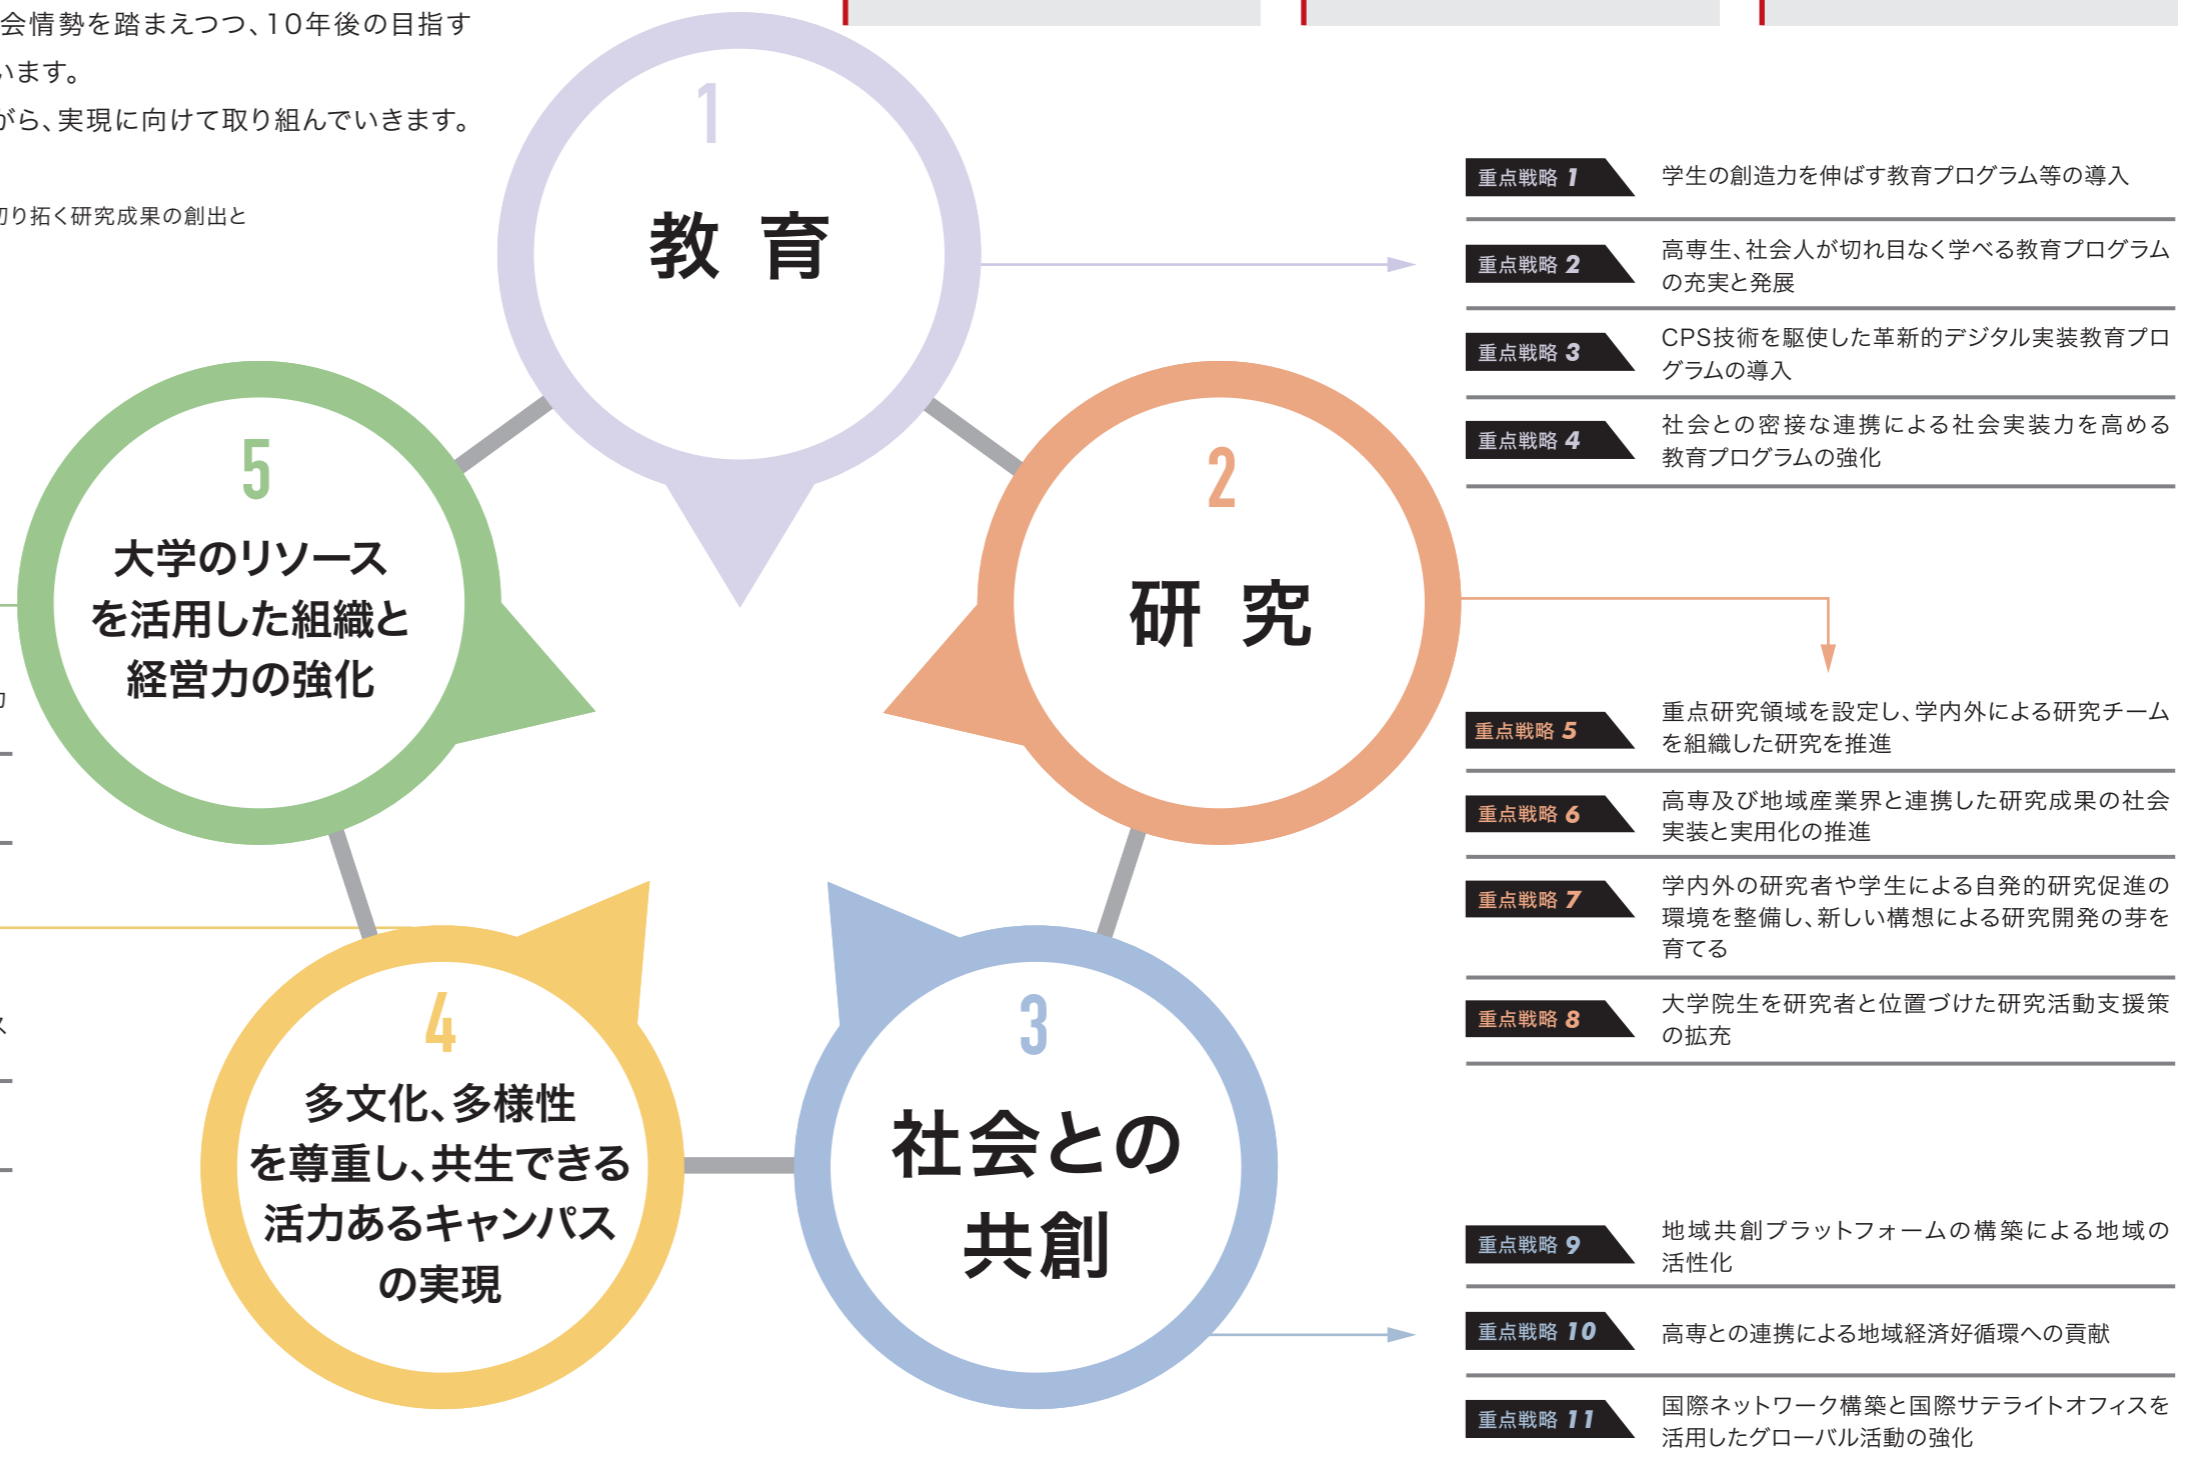 会情勢を踏まえつつ、10年後の目指す
います。
がら、実現に向けて取り組んでいきます。
切り拓く研究成果の創出と
1
教育
2
研究
3
社会との
共創
4
多文化、多様性
を尊重し、共生できる
活力あるキャンパス
の実現
5
大学のリソース
を活用した組織と
経営力の強化
重点戦略 1
学生の創造力を伸ばす教育プログラム等の導入
重点戦略 2
高専生、社会人が切れ目なく学べる教育プログラム
の充実と発展
重点戦略 3
CPS技術を駆使した革新的デジタル実装教育プロ
グラムの導入
重点戦略 4
社会との密接な連携による社会実装力を高める
教育プログラムの強化
重点戦略 5
重点研究領域を設定し、学内外による研究チーム
を組織した研究を推進
重点戦略 6
高専及び地域産業界と連携した研究成果の社会
実装と実用化の推進
重点戦略 7
学内外の研究者や学生による自発的研究促進の
環境を整備し、新しい構想による研究開発の芽を
育てる
重点戦略 8
大学院生を研究者と位置づけた研究活動支援策
の拡充
重点戦略 9
地域共創プラットフォームの構築による地域の
活性化
重点戦略 10
高専との連携による地域経済好循環への貢献
重点戦略 11
国際ネットワーク構築と国際サテライトオフィスを
活用したグローバル活動の強化